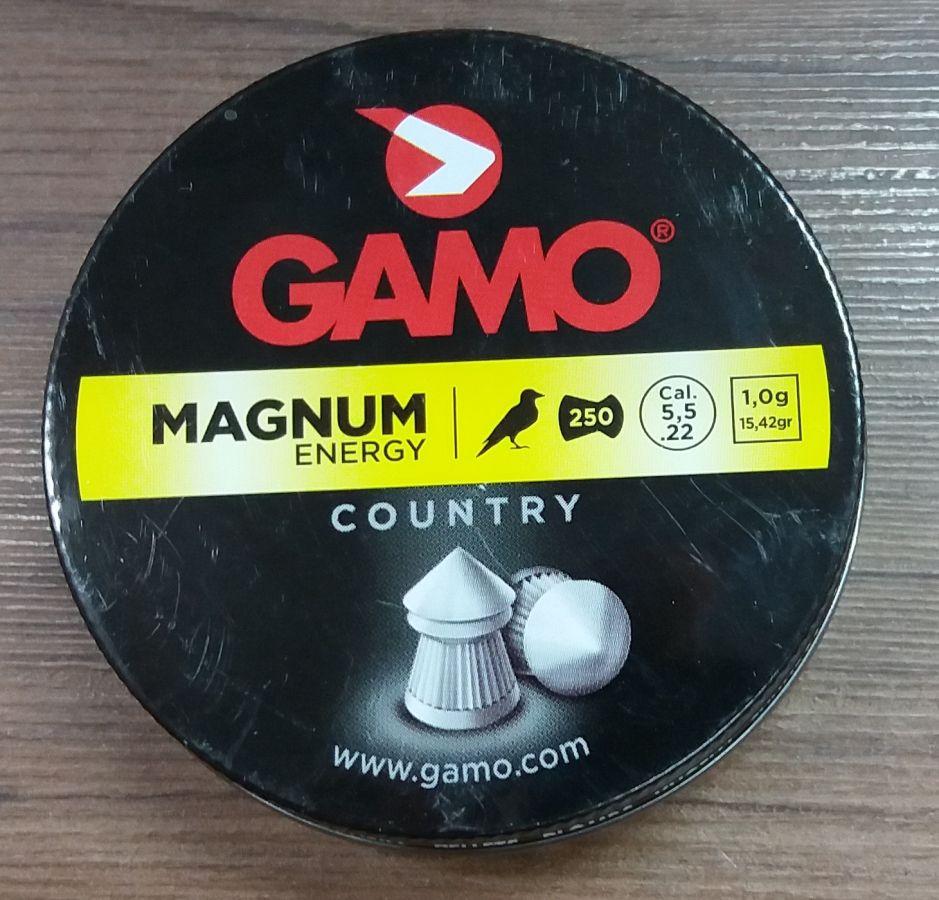 GAMO®
MAGNUM
ENERGY
250
Cal.
5,5
.22
1,0g
15,42gr
COUNTRY
www.gamo.com